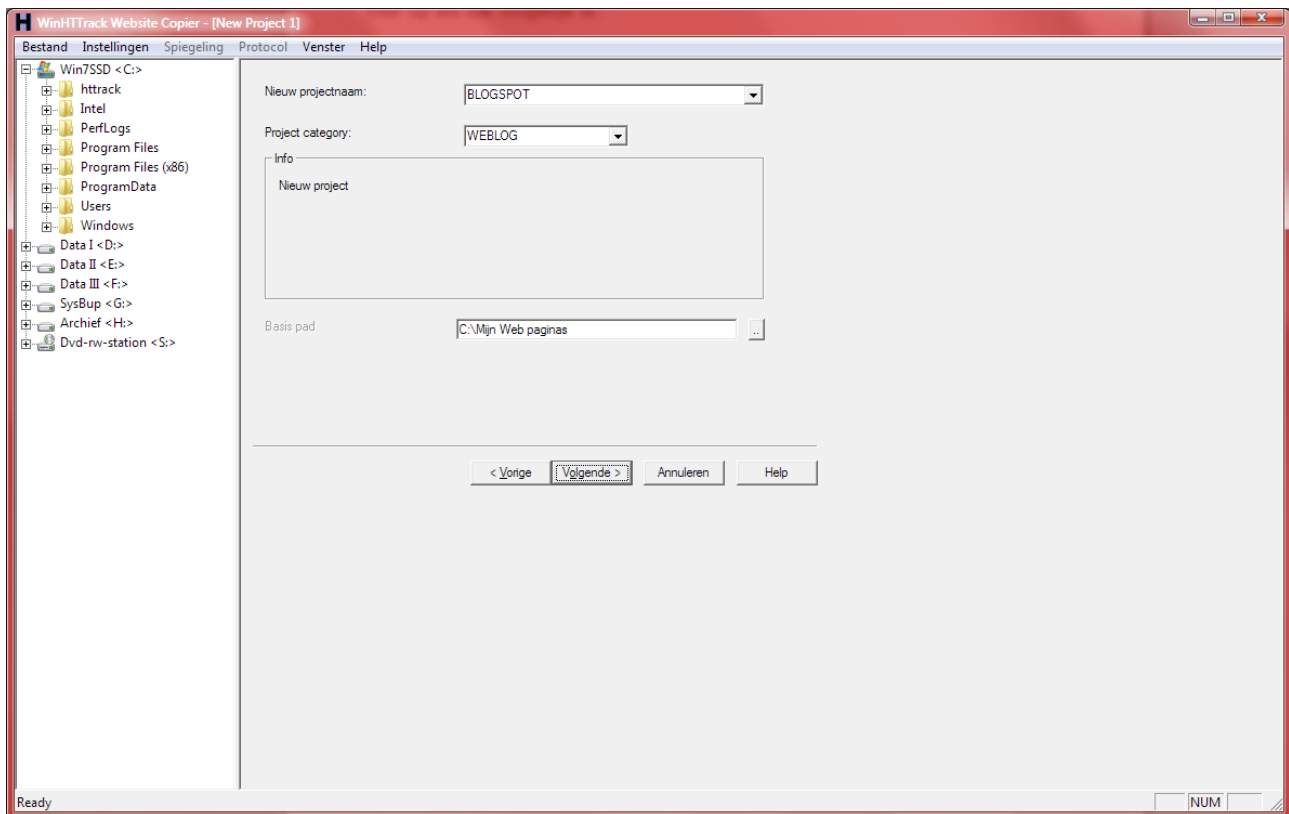 WinHTTrack Website Copier - [New Project 1]
Bestand Instellingen Spiegeling Protocol Venster Help
Win7SSD <C:>
httrack
Intel
PerfLogs
Program Files
Program Files (x86)
ProgramData
Users
Windows
Data I <D:>
Data II <E:>
Data III <F:>
SysBup <G:>
Archief <H:>
Dvd-rw-station <S:>
Nieuw projectnaam: BLOGSPOT
Project category: WEBLOG
Info
Nieuw project
Basis pad C:\Mijn Web paginas ..
< Vorige Volgende > Annuleren Help
Ready NUM